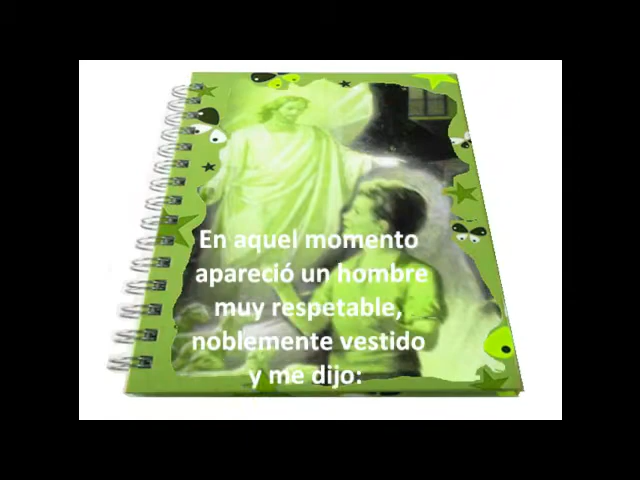 En aquel momento
apareció un hombre
muy respetable,
noblemente vestido
y me dijo: